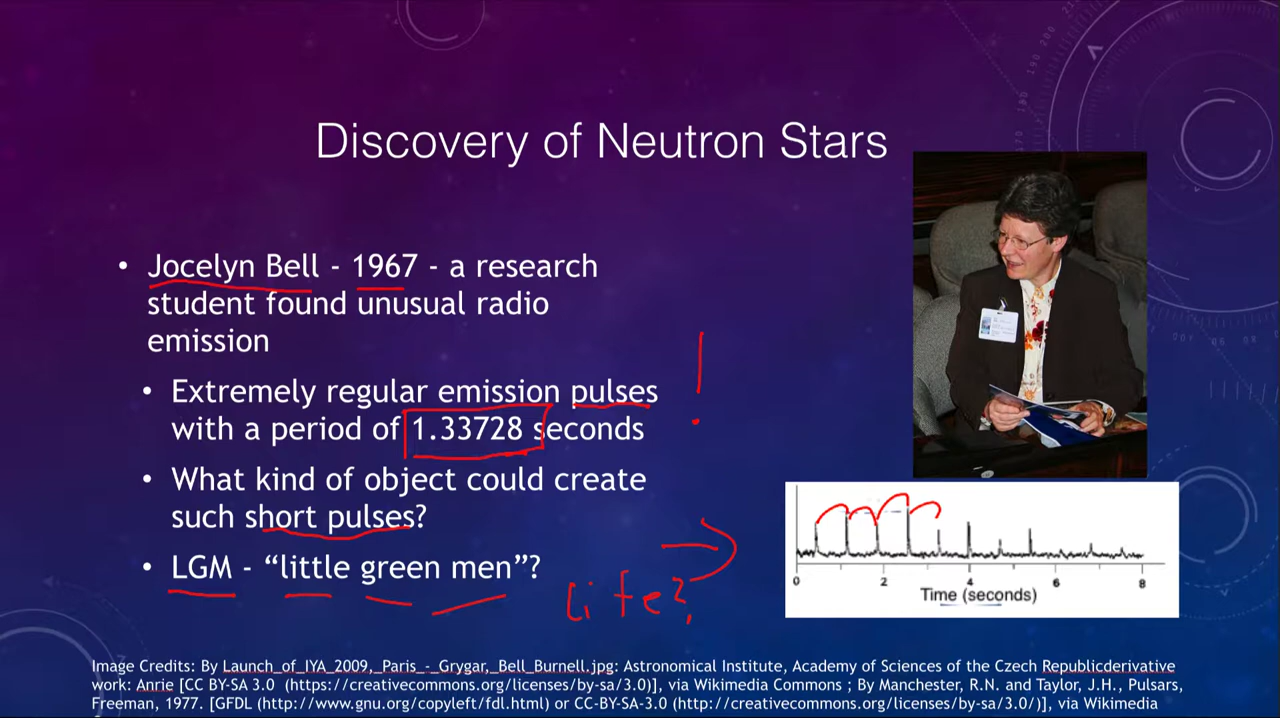 Discovery of Neutron Stars
• Jocelyn Bell - 1967 - a research
student found unusual radio
emission
• Extremely regular emission pulses
with a period of 1.33728 seconds
!
• What kind of object could create
such short pulses?
• LGM - “little green men”?
life?
0 2 4 6 8
Time (seconds)
Image Credits: By Launch_of_IYA_2009,_Paris_-_Grygar,_Bell_Burnell.jpg: Astronomical Institute, Academy of Sciences of the Czech Republicderivative
work: Anrie [CC BY-SA 3.0 (https://creativecommons.org/licenses/by-sa/3.0)], via Wikimedia Commons ; By Manchester, R.N. and Taylor, J.H., Pulsars,
Freeman, 1977. [GFDL (http://www.gnu.org/copyleft/fdl.html) or CC-BY-SA-3.0 (http://creativecommons.org/licenses/by-sa/3.0/)], via Wikimedia